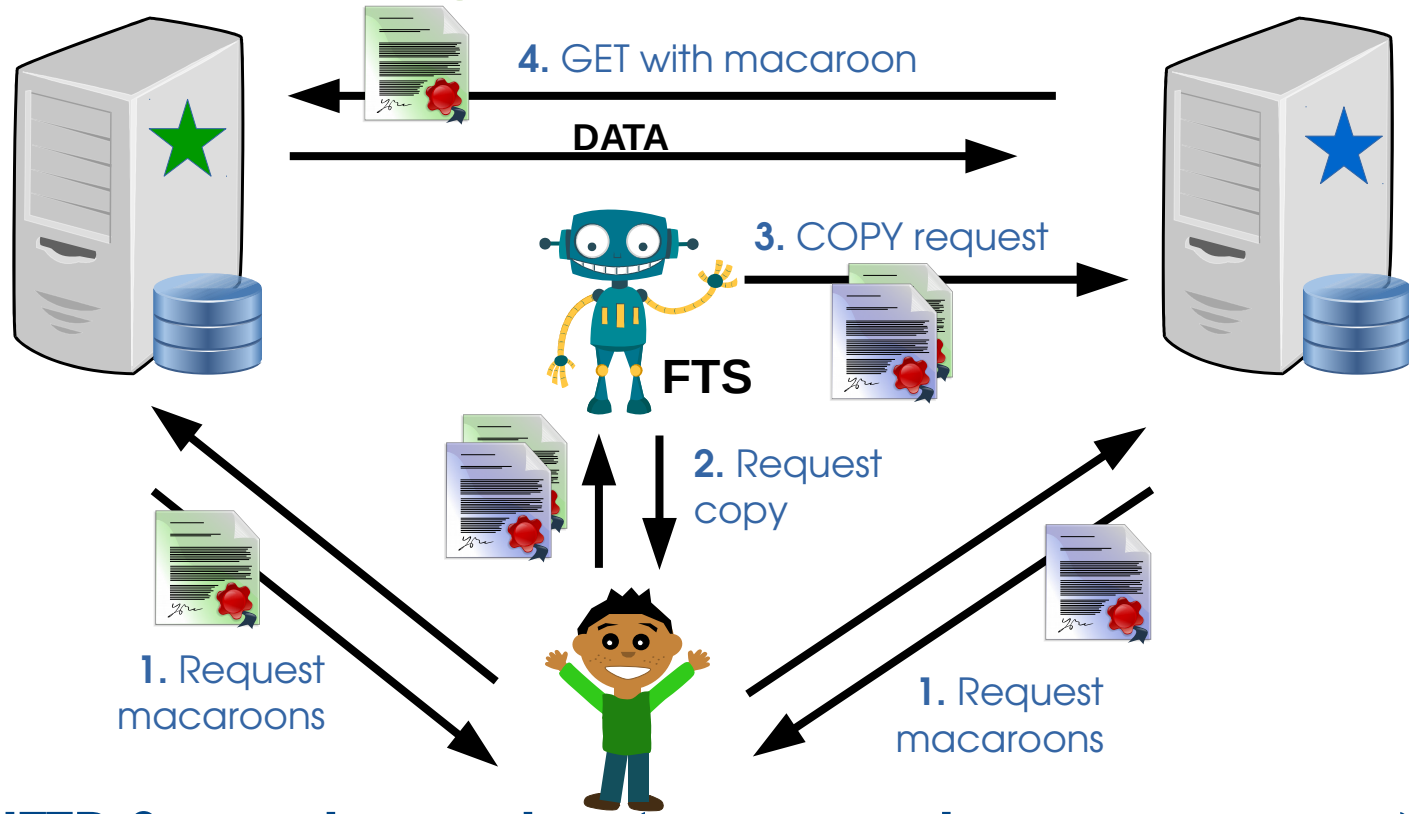 4. GET with macaroon
DATA
3. COPY request
FTS
2. Request
copy
1. Request
macaroons
1. Request
macaroons